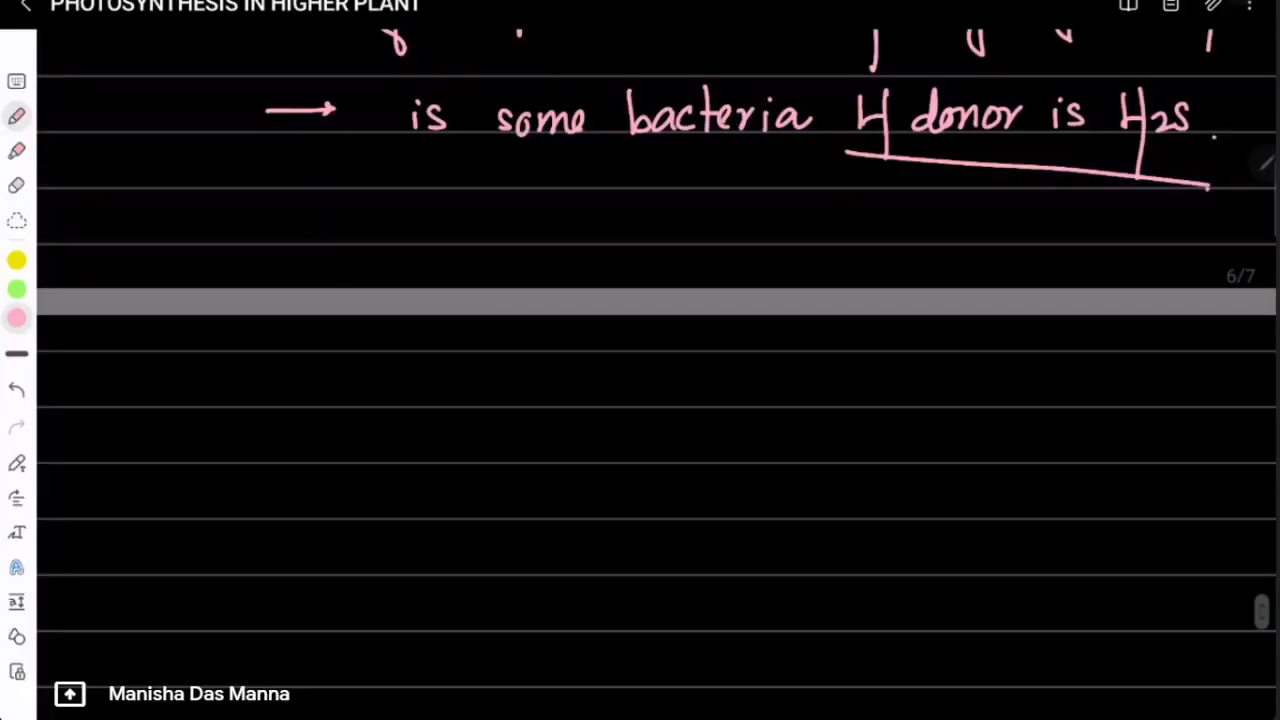 PHOTOSYNTHESIS IN HIGHER PLANT
→ is some bacteria H donor is H2S.
6/7
Manisha Das Manna